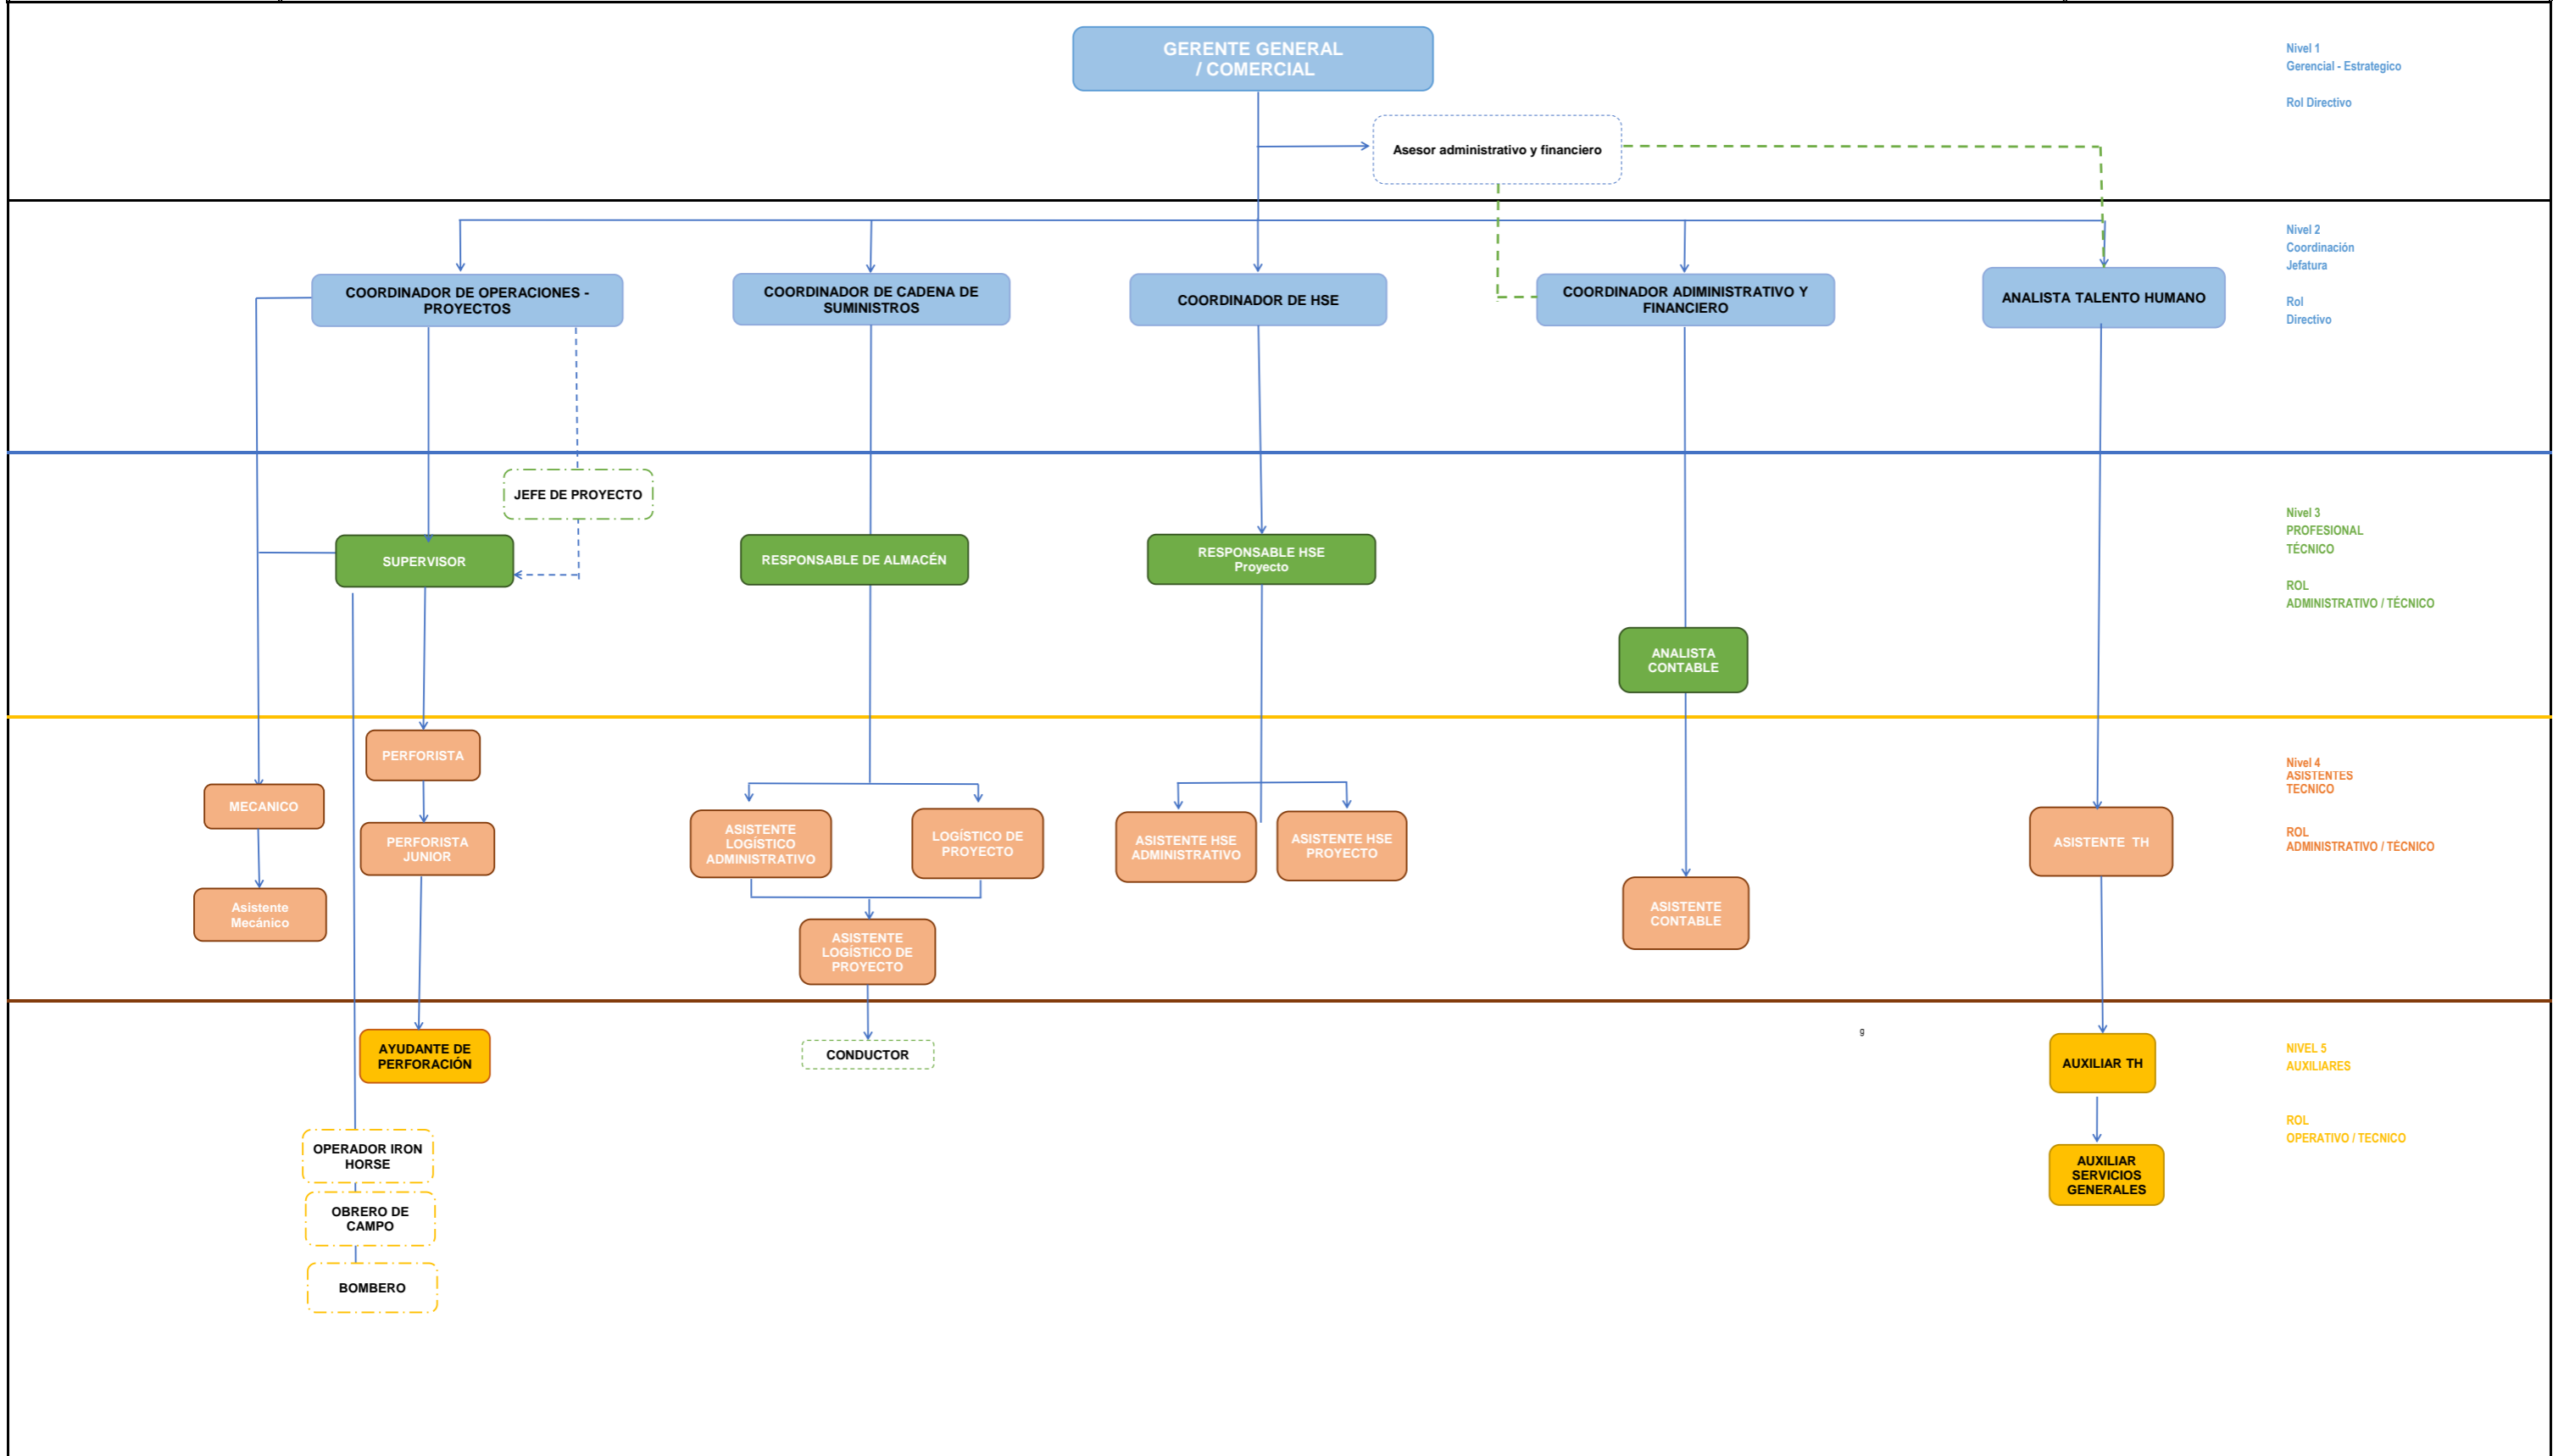 GERENTE GENERAL
/ COMERCIAL
Nivel 1
Gerencial - Estrategico
Rol Directivo
Asesor administrativo y financiero
COORDINADOR DE OPERACIONES -
PROYECTOS
COORDINADOR DE CADENA DE
SUMINISTROS
COORDINADOR DE HSE
COORDINADOR ADIMINISTRATIVO Y
FINANCIERO
ANALISTA TALENTO HUMANO
Nivel 2
Coordinación
Jefatura
Rol
Directivo
JEFE DE PROYECTO
SUPERVISOR
RESPONSABLE DE ALMACÉN
RESPONSABLE HSE
Proyecto
ANALISTA
CONTABLE
Nivel 3
PROFESIONAL
TÉCNICO
ROL
ADMINISTRATIVO / TÉCNICO
PERFORISTA
MECANICO
PERFORISTA
JUNIOR
Asistente
Mecánico
ASISTENTE
LOGÍSTICO
ADMINISTRATIVO
LOGÍSTICO DE
PROYECTO
ASISTENTE
LOGÍSTICO DE
PROYECTO
ASISTENTE HSE
ADMINISTRATIVO
ASISTENTE HSE
PROYECTO
ASISTENTE
CONTABLE
ASISTENTE TH
Nivel 4
ASISTENTES
TECNICO
ROL
ADMINISTRATIVO / TÉCNICO
AYUDANTE DE
PERFORACIÓN
CONDUCTOR
g
AUXILIAR TH
NIVEL 5
AUXILIARES
ROL
OPERATIVO / TECNICO
OPERADOR IRON
HORSE
OBRERO DE
CAMPO
BOMBERO
AUXILIAR
SERVICIOS
GENERALES